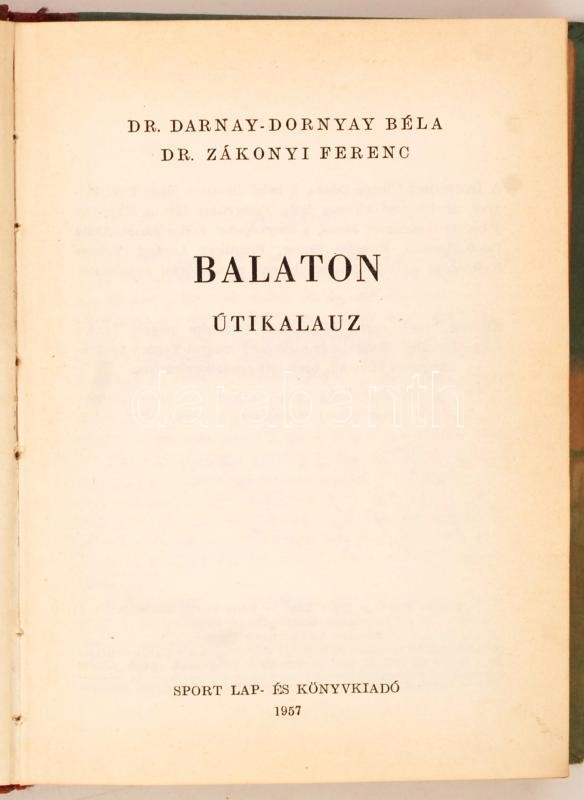 DR. DARNAY-DORNYAY BÉLA
DR. ZÁKONYI FERENC
BALATON
ÚTIKALAUZ
darabanth
SPORT LAP- ÉS KÖNYVKIADÓ
1957